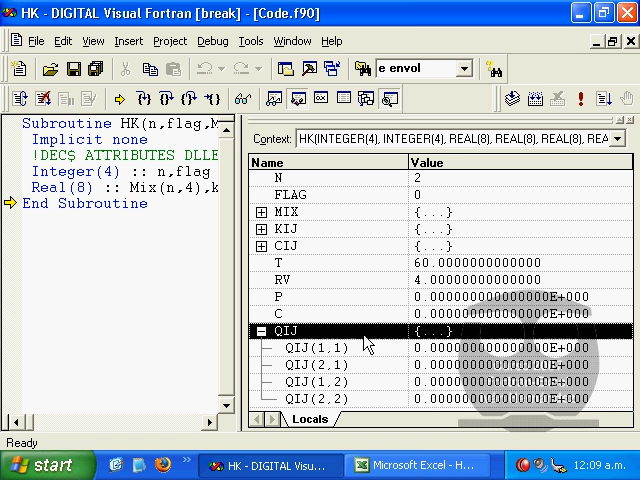 HK - DIGITAL Visual Fortran [break] - [Code.f90]
File Edit View Insert Project Debug Tools Window Help
e envol
Subroutine HK(n,flag,M
Implicit none
!DEC$ ATTRIBUTES DLLE
Integer(4) :: n,flag
Real(8) :: Mix(n,4),k
End Subroutine
Context: HK(INTEGER(4), INTEGER(4), REAL(8), REAL(8), REAL(8), REA
Name Value
N 2
FLAG 0
MIX {...}
KIJ {...}
CIJ {...}
T 60.0000000000000
RV 4.00000000000000
P 0.000000000000000E+000
C 0.000000000000000E+000
QIJ {...}
QIJ(1,1) 0.000000000000000E+000
QIJ(2,1) 0.000000000000000E+000
QIJ(1,2) 0.000000000000000E+000
QIJ(2,2) 0.000000000000000E+000
Locals
Ready
start
HK - DIGITAL Visu...
Microsoft Excel - H...
12:09 a.m.